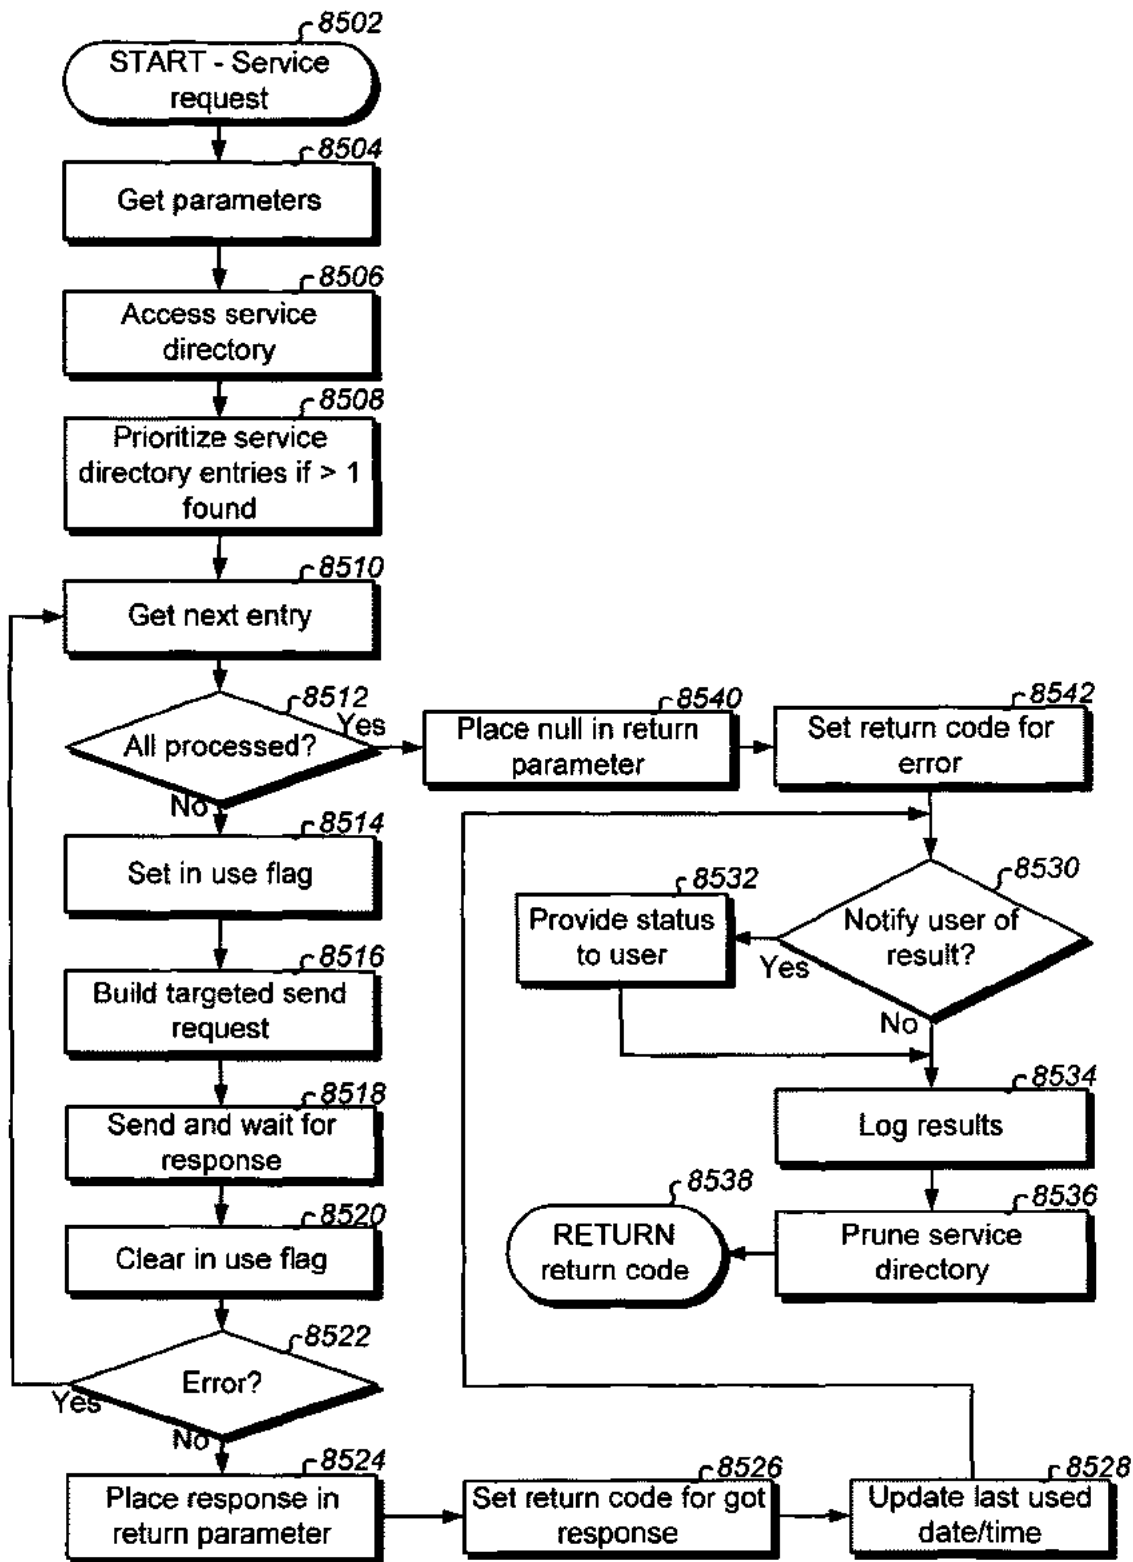 8502
START - Service
request
8504
Get parameters
8506
Access service
directory
8508
Prioritize service
directory entries if > 1
found
8510
Get next entry
8512
All processed?
Yes
No
8540
Place null in return
parameter
8542
Set return code for
error
8514
Set in use flag
8530
Notify user of
result?
Yes
No
8532
Provide status
to user
8516
Build targeted send
request
8518
Send and wait for
response
8534
Log results
8520
Clear in use flag
8536
Prune service
directory
8538
RETURN
return code
8522
Error?
Yes
No
8524
Place response in
return parameter
8526
Set return code for got
response
8528
Update last used
date/time